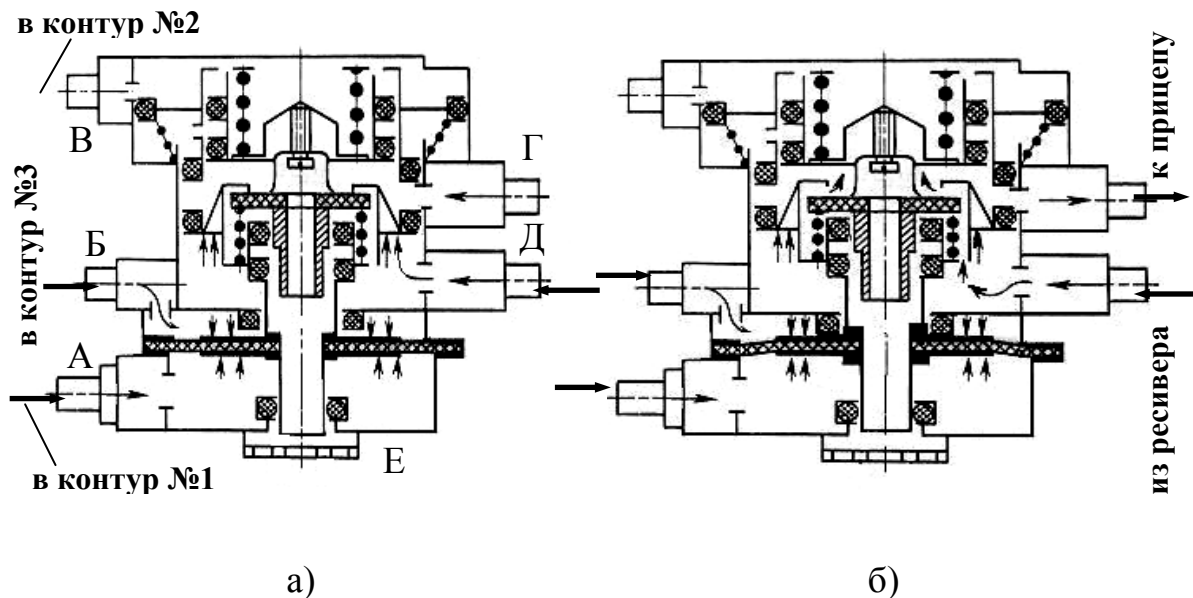 в контур №2
В
Г
в контур №3
Б
Д
А
Е
в контур №1
к прицепу
из ресивера
а)
б)